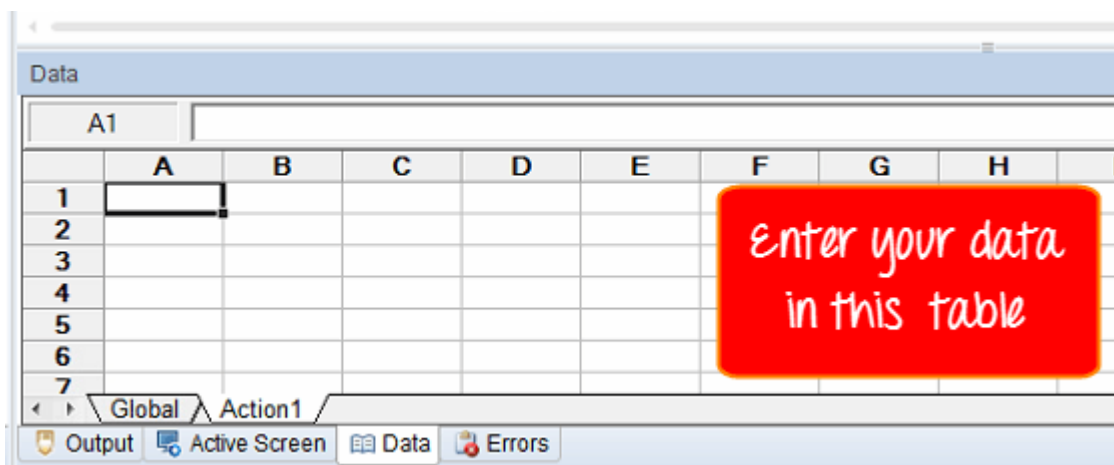 Data
A1
A B C D E F G H
1
2
3
4
5
6
7
Enter your data
in this table
Global Action1
Output Active Screen Data Errors